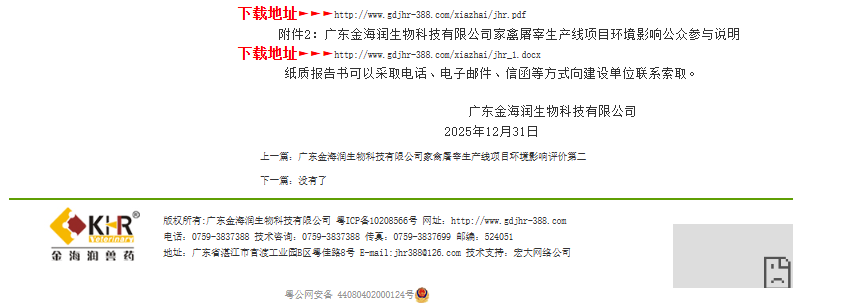 下载地址►►►http://www.gdjhr-388.com/xiazhai/jhr.pdf
附件2：广东金海润生物科技有限公司家禽屠宰生产线项目环境影响公众参与说明
下载地址►►►http://www.gdjhr-388.com/xiazhai/jhr_1.docx
纸质报告书可以采取电话、电子邮件、信函等方式向建设单位联系索取。
广东金海润生物科技有限公司
2025年12月31日
上一篇：广东金海润生物科技有限公司家禽屠宰生产线项目环境影响评价第二
下一篇：没有了
KHR®
Veterinary
金海润兽药
版权所有:广东金海润生物科技有限公司 粤ICP备10208566号 网址：http://www.gdjhr-388.com
电话：0759-3837388 技术咨询：0759-3837388 传真：0759-3837699 邮编：524051
地址：广东省湛江市官渡工业园B区粤佳路8号 E-mail:jhr388@126.com 技术支持：宏大网络公司
粤公网安备 44080402000124号